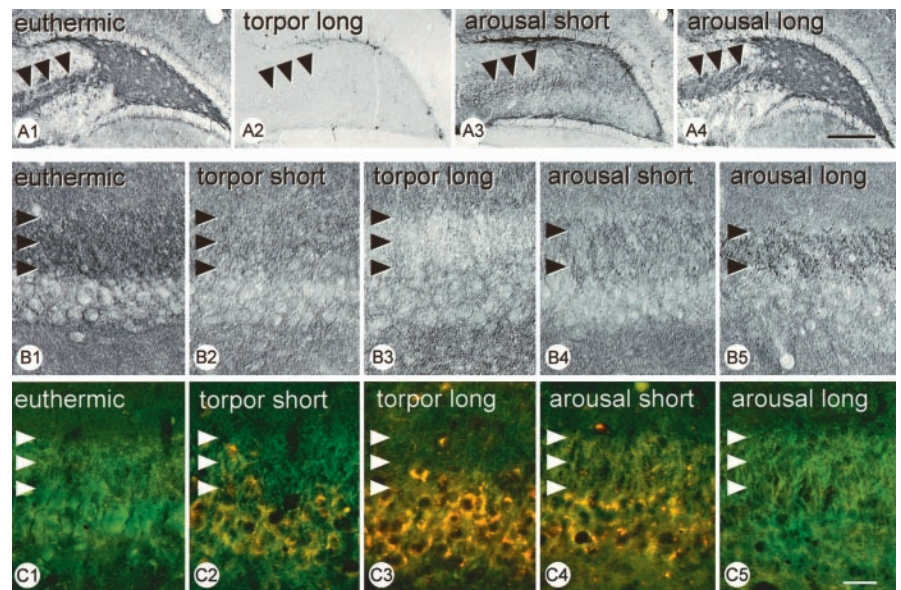 euthermic
torpor long
arousal short
arousal long
A1
A2
A3
A4
euthermic
torpor short
torpor long
arousal short
arousal long
B1
B2
B3
B4
B5
euthermic
torpor short
torpor long
arousal short
arousal long
C1
C2
C3
C4
C5